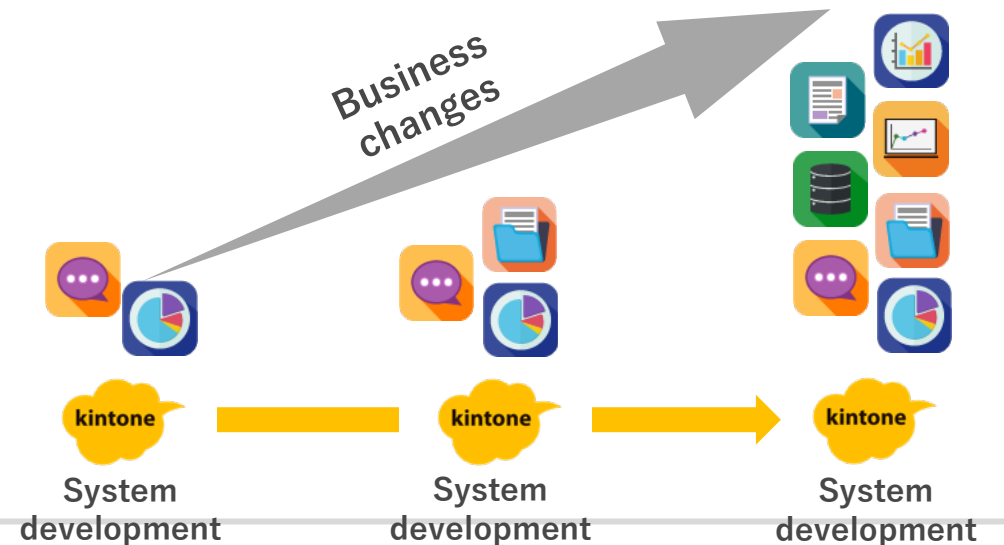 Business
changes
kintone
System
development
kintone
System
development
kintone
System
development